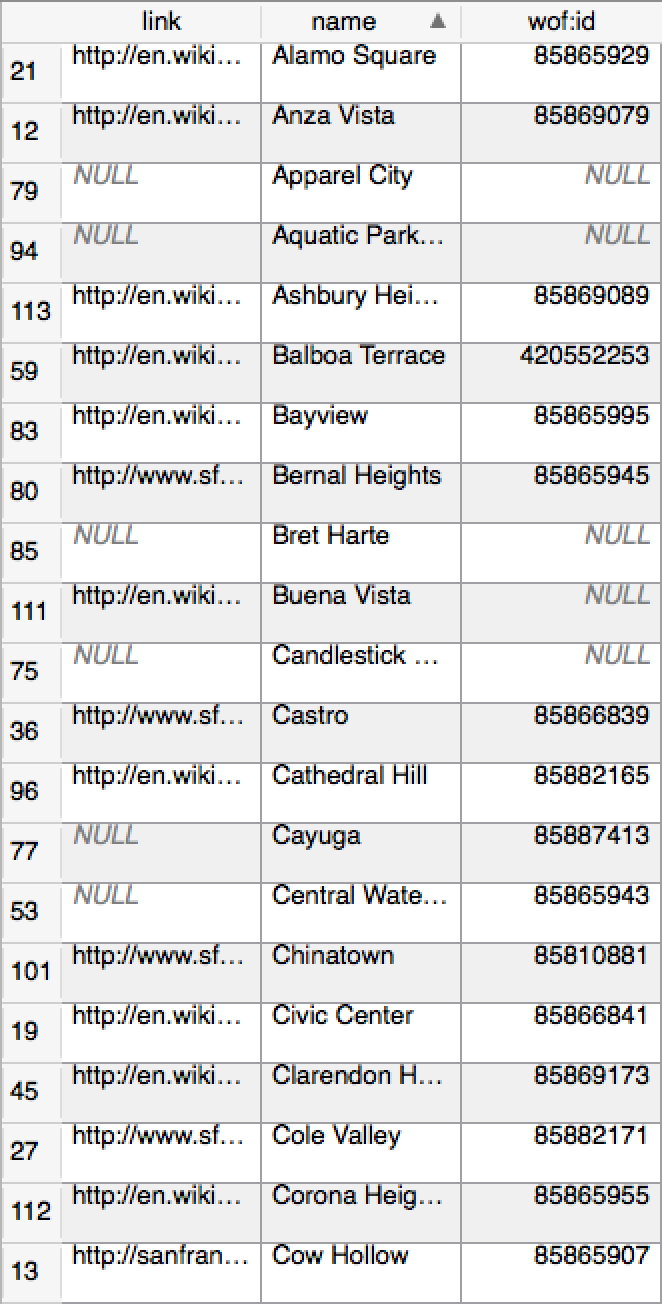 link name ▲ wof:id
21 http://en.wiki… Alamo Square 85865929
12 http://en.wiki… Anza Vista 85869079
79 NULL Apparel City NULL
94 NULL Aquatic Park… NULL
113 http://en.wiki… Ashbury Hei… 85869089
59 http://en.wiki… Balboa Terrace 420552253
83 http://en.wiki… Bayview 85865995
80 http://www.sf… Bernal Heights 85865945
85 NULL Bret Harte NULL
111 http://en.wiki… Buena Vista NULL
75 NULL Candlestick … NULL
36 http://www.sf… Castro 85866839
96 http://en.wiki… Cathedral Hill 85882165
77 NULL Cayuga 85887413
53 NULL Central Wate… 85865943
101 http://www.sf… Chinatown 85810881
19 http://en.wiki… Civic Center 85866841
45 http://en.wiki… Clarendon H… 85869173
27 http://www.sf… Cole Valley 85882171
112 http://en.wiki… Corona Heig… 85865955
13 http://sanfran… Cow Hollow 85865907